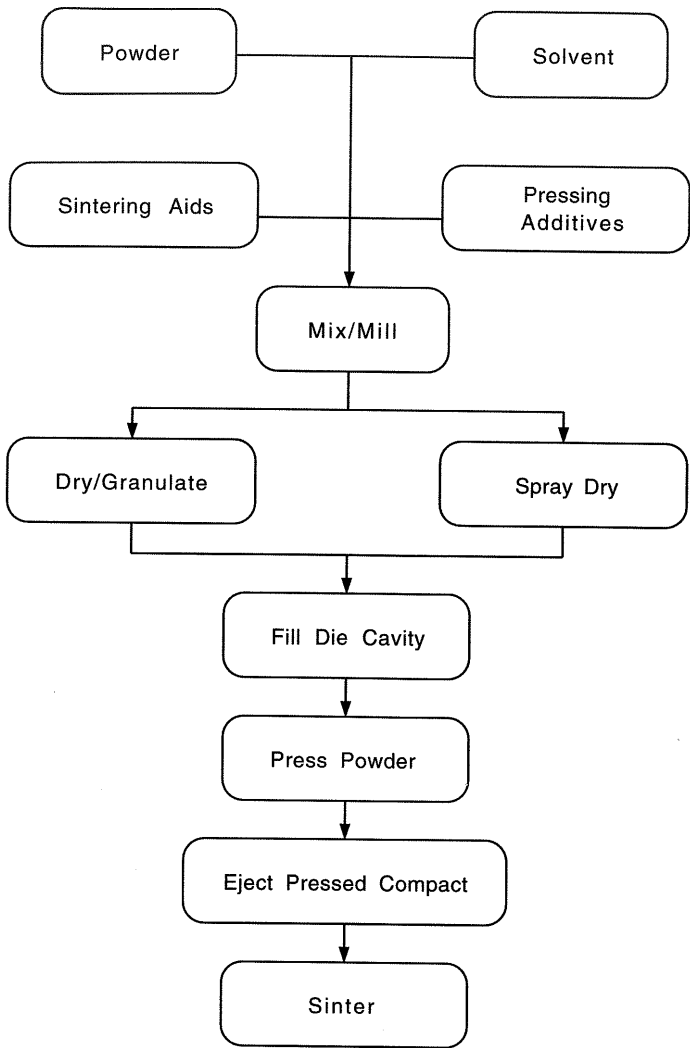 Powder
Solvent
Sintering Aids
Pressing
Additives
Mix/Mill
Dry/Granulate
Spray Dry
Fill Die Cavity
Press Powder
Eject Pressed Compact
Sinter